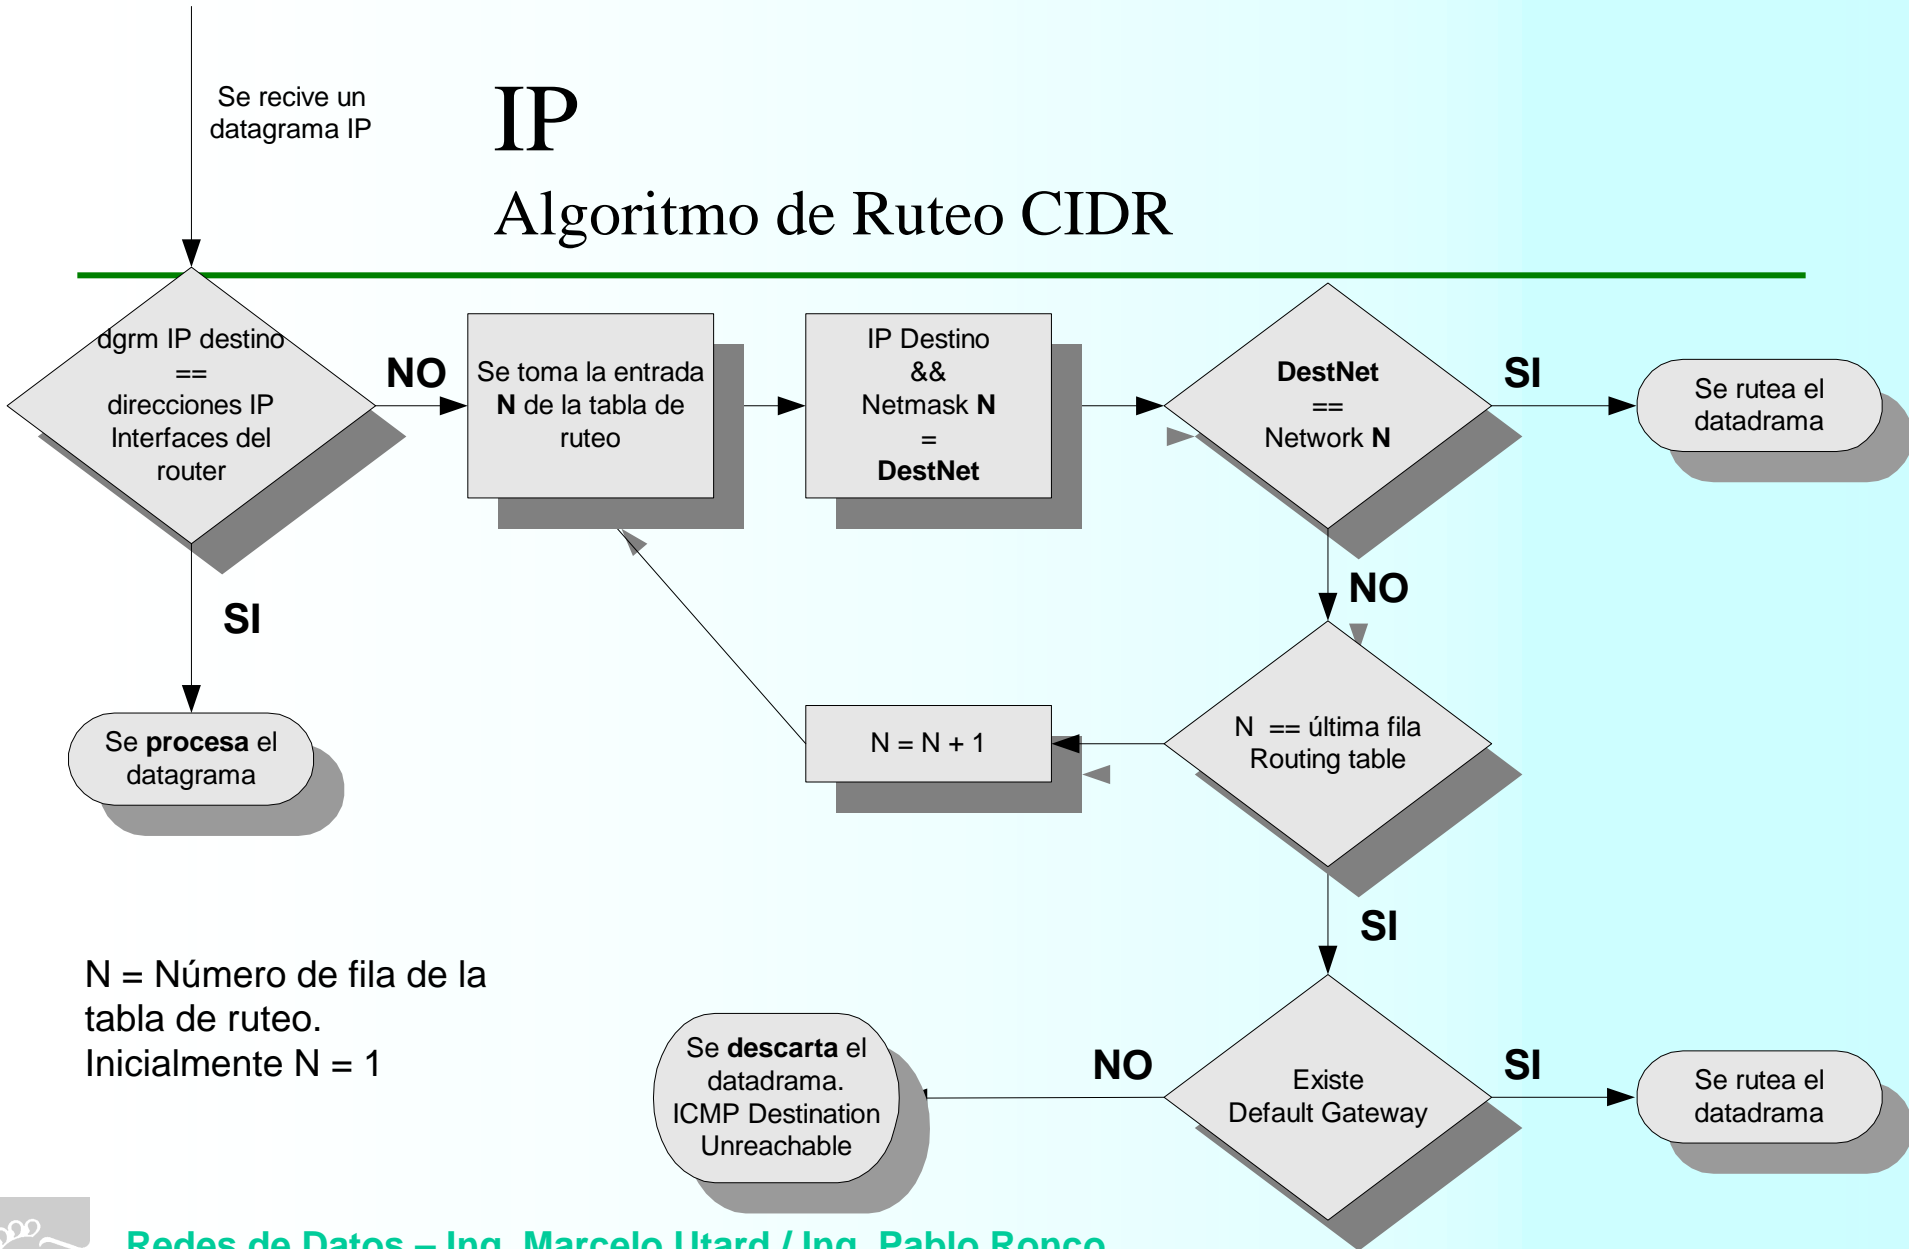 Se recive un
datagrama IP
IP
Algoritmo de Ruteo CIDR
dgrm IP destino
==
direcciones IP
Interfaces del
router
NO
Se toma la entrada
N de la tabla de
ruteo
IP Destino
&&
Netmask N
=
DestNet
DestNet
==
Network N
SI
Se rutea el
datadrama
SI
NO
Se procesa el
datagrama
N = N + 1
N == última fila
Routing table
SI
N = Número de fila de la
tabla de ruteo.
Inicialmente N = 1
Se descarta el
datadrama.
ICMP Destination
Unreachable
NO
Existe
Default Gateway
SI
Se rutea el
datadrama
Redes de Datos – Ing. Marcelo Utard / Ing. Pablo Ronco